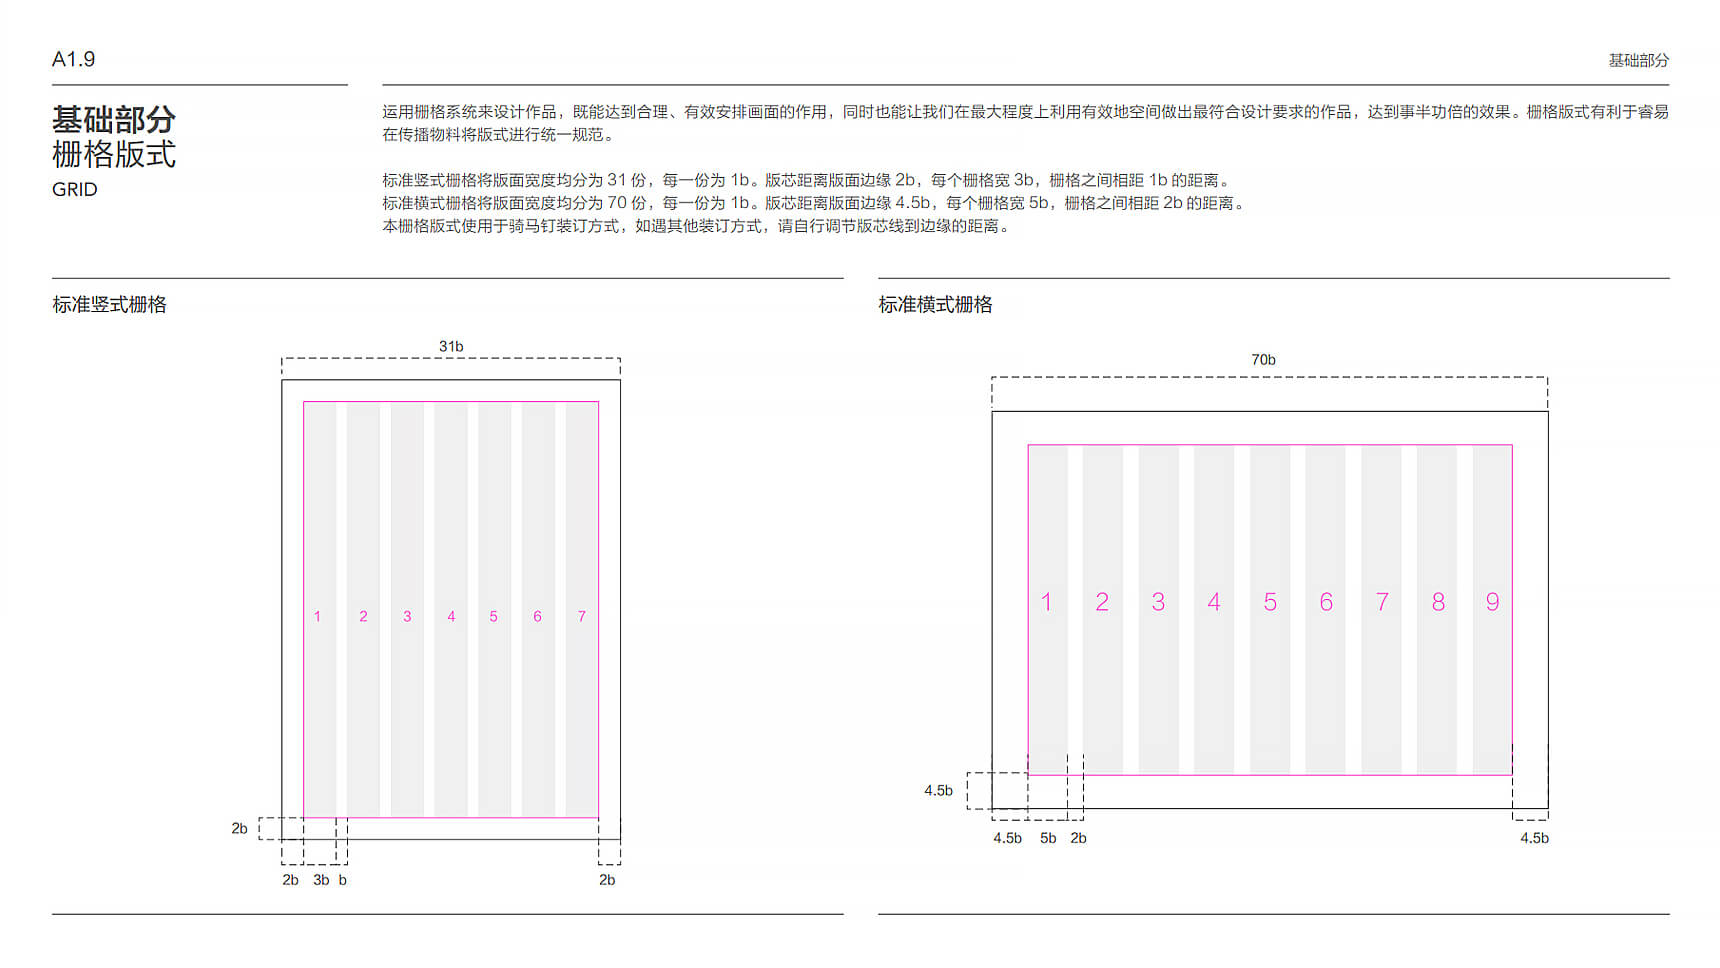 A1.9
基础部分
基础部分
栅格版式
GRID
运用栅格系统来设计作品，既能达到合理、有效安排画面的作用，同时也能让我们在最大程度上利用有效地空间做出最符合设计要求的作品，达到事半功倍的效果。栅格版式有利于睿易
在传播物料将版式进行统一规范。
标准竖式栅格将版面宽度均分为 31 份，每一份为 1b。版芯距离版面边缘 2b，每个栅格宽 3b，栅格之间相距 1b 的距离。
标准横式栅格将版面宽度均分为 70 份，每一份为 1b。版芯距离版面边缘 4.5b，每个栅格宽 5b，栅格之间相距 2b 的距离。
本栅格版式使用于骑马钉装订方式，如遇其他装订方式，请自行调节版芯线到边缘的距离。
标准竖式栅格
31b
1 2 3 4 5 6 7
2b
2b 3b b 2b
标准横式栅格
70b
1 2 3 4 5 6 7 8 9
4.5b
4.5b 5b 2b 4.5b